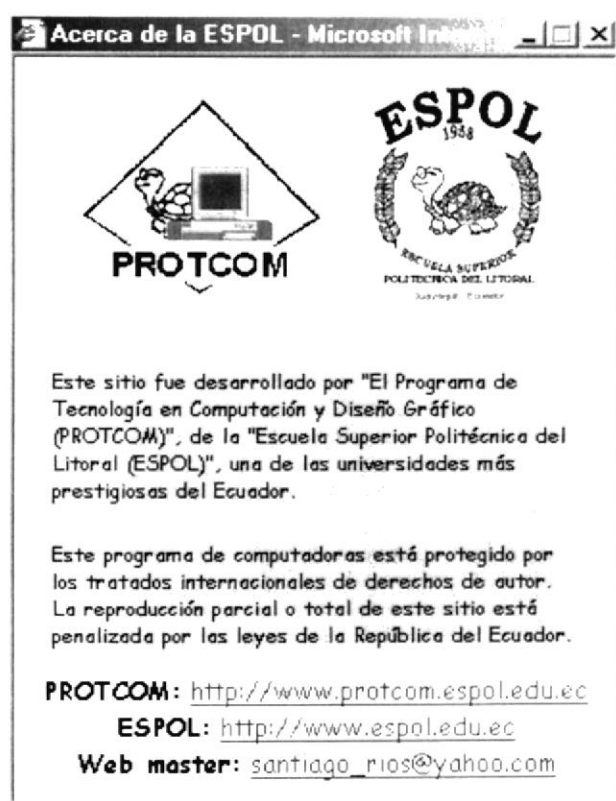 Acerca de la ESPOL - Microsoft
PROTCOM
ESPOL
1958
ESCUELA SUPERIOR
POLITECNICA DEL LITORAL
Guayaquil - Ecuador
Este sitio fue desarrollado por "El Programa de
Tecnología en Computación y Diseño Gráfico
(PROTCOM)", de la "Escuela Superior Politécnica del
Litoral (ESPOL)", una de las universidades más
prestigiosas del Ecuador.
Este programa de computadoras está protegido por
los tratados internacionales de derechos de autor.
La reproducción parcial o total de este sitio está
penalizada por las leyes de la República del Ecuador.
PROTCOM: http://www.protcom.espol.edu.ec
ESPOL: http://www.espol.edu.ec
Web master: santiago_rios@yahoo.com